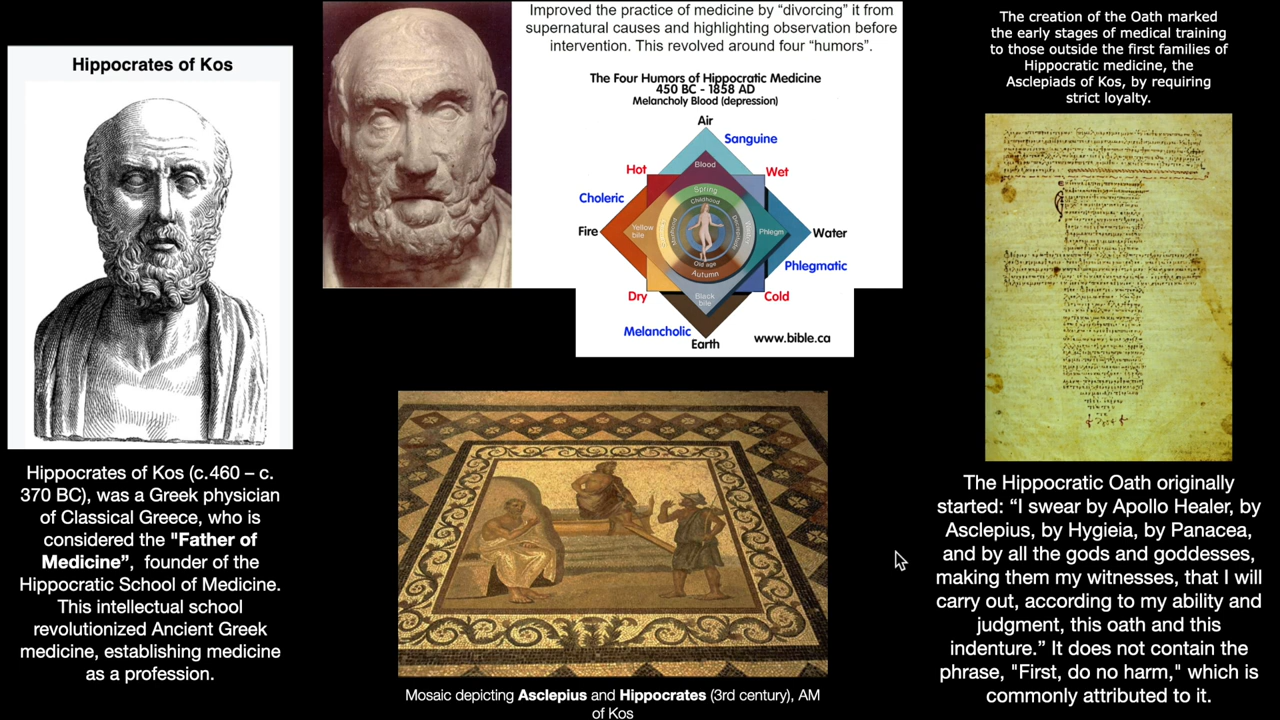 Hippocrates of Kos
Hippocrates of Kos (c.460 – c.
370 BC), was a Greek physician
of Classical Greece, who is
considered the "Father of
Medicine”, founder of the
Hippocratic School of Medicine.
This intellectual school
revolutionized Ancient Greek
medicine, establishing medicine
as a profession.
Improved the practice of medicine by “divorcing” it from
supernatural causes and highlighting observation before
intervention. This revolved around four “humors”.
The Four Humors of Hippocratic Medicine
450 BC - 1858 AD
Melancholy Blood (depression)
Air
Sanguine
Blood
Hot
Wet
Spring
Choleric
Childhood
Fire
Yellow
bile
Phlegm
Water
Old age
Phlegmatic
Autumn
Dry
Black
bile
Cold
Melancholic
Earth
www.bible.ca
Mosaic depicting Asclepius and Hippocrates (3rd century), AM
of Kos
The creation of the Oath marked
the early stages of medical training
to those outside the first families of
Hippocratic medicine, the
Asclepiads of Kos, by requiring
strict loyalty.
The Hippocratic Oath originally
started: “I swear by Apollo Healer, by
Asclepius, by Hygieia, by Panacea,
and by all the gods and goddesses,
making them my witnesses, that I will
carry out, according to my ability and
judgment, this oath and this
indenture.” It does not contain the
phrase, "First, do no harm," which is
commonly attributed to it.